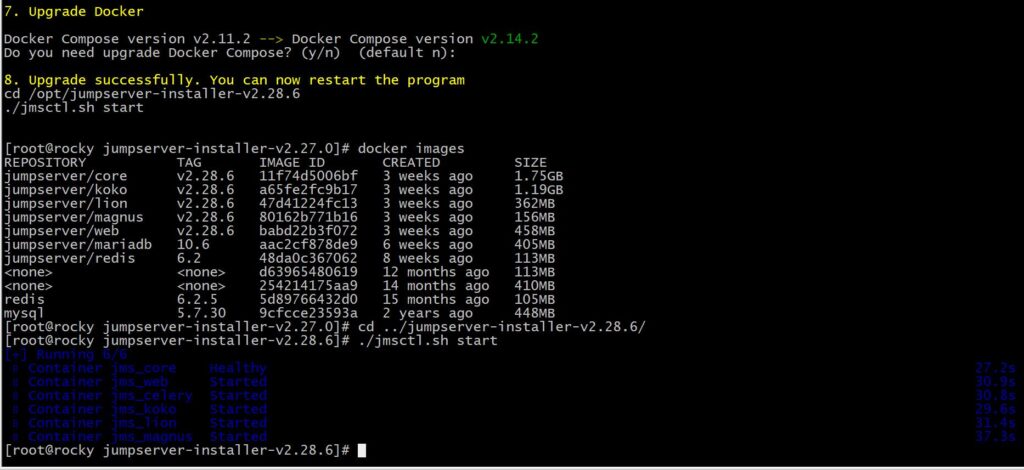 7. Upgrade Docker
Docker Compose version v2.11.2 --> Docker Compose version v2.14.2
Do you need upgrade Docker Compose? (y/n)  (default n):
8. Upgrade successfully. You can now restart the program
cd /opt/jumpserver-installer-v2.28.6
./jmsctl.sh start
[root@rocky jumpserver-installer-v2.27.0]# docker images
REPOSITORY           TAG       IMAGE ID       CREATED         SIZE
jumpserver/core      v2.28.6   11f74d5006bf   3 weeks ago     1.75GB
jumpserver/koko      v2.28.6   a65fe2fc9b17   3 weeks ago     1.19GB
jumpserver/lion      v2.28.6   47d41224fc13   3 weeks ago     362MB
jumpserver/magnus    v2.28.6   80162b771b16   3 weeks ago     156MB
jumpserver/web       v2.28.6   babd22b3f072   3 weeks ago     458MB
jumpserver/mariadb   10.6      aac2cf878de9   6 weeks ago     405MB
jumpserver/redis     6.2       48da0c367062   8 weeks ago     113MB
<none>               <none>    d63965480619   12 months ago   113MB
<none>               <none>    254214175aa9   14 months ago   410MB
redis                6.2.5     5d89766432d0   15 months ago   105MB
mysql                5.7.30    9cfcce23593a   2 years ago     448MB
[root@rocky jumpserver-installer-v2.27.0]# cd ../jumpserver-installer-v2.28.6/
[root@rocky jumpserver-installer-v2.28.6]# ./jmsctl.sh start
[+] Running 6/6
Container jms_core    Healthy    27.2s
Container jms_web     Started    30.9s
Container jms_celery  Started    30.8s
Container jms_koko    Started    29.6s
Container jms_lion    Started    31.4s
Container jms_magnus  Started    37.3s
[root@rocky jumpserver-installer-v2.28.6]#